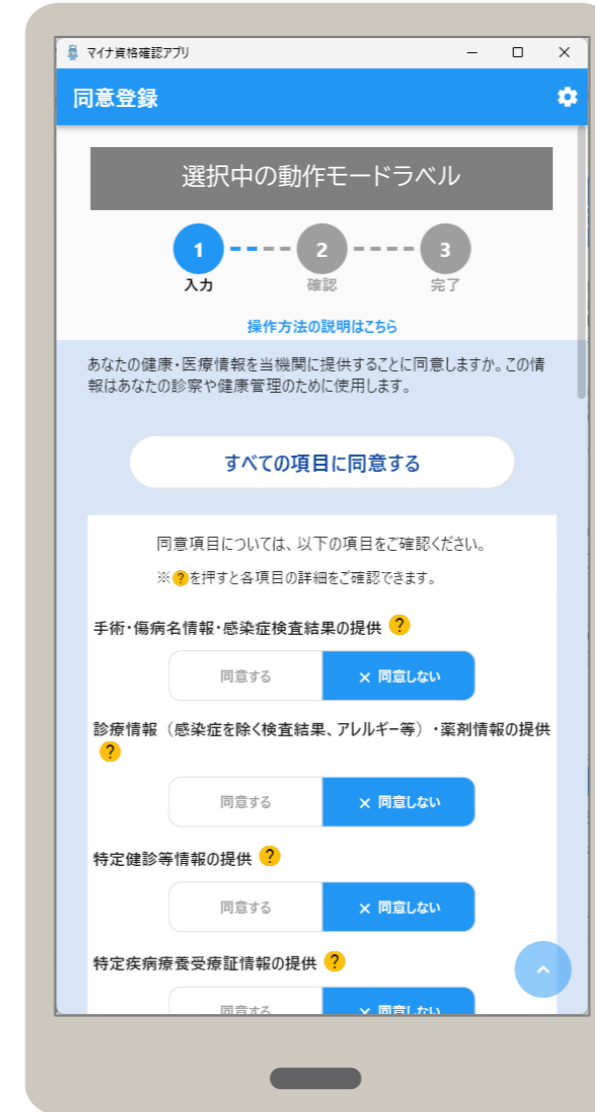 マイナ資格確認アプリ
同意登録
選択中の動作モードラベル
1 2 3
入力 確認 完了
操作方法の説明はこちら
あなたの健康・医療情報を当機関に提供することに同意しますか。この情
報はあなたの診察や健康管理のために使用します。
すべての項目に同意する
同意項目については、以下の項目をご確認ください。
※?を押すと各項目の詳細をご確認できます。
手術・傷病名情報・感染症検査結果の提供 ?
同意する × 同意しない
診療情報（感染症を除く検査結果、アレルギー等）・薬剤情報の提供
?
同意する × 同意しない
特定健診等情報の提供 ?
同意する × 同意しない
特定疾病療養受療証情報の提供 ?
同意する × 同意しない